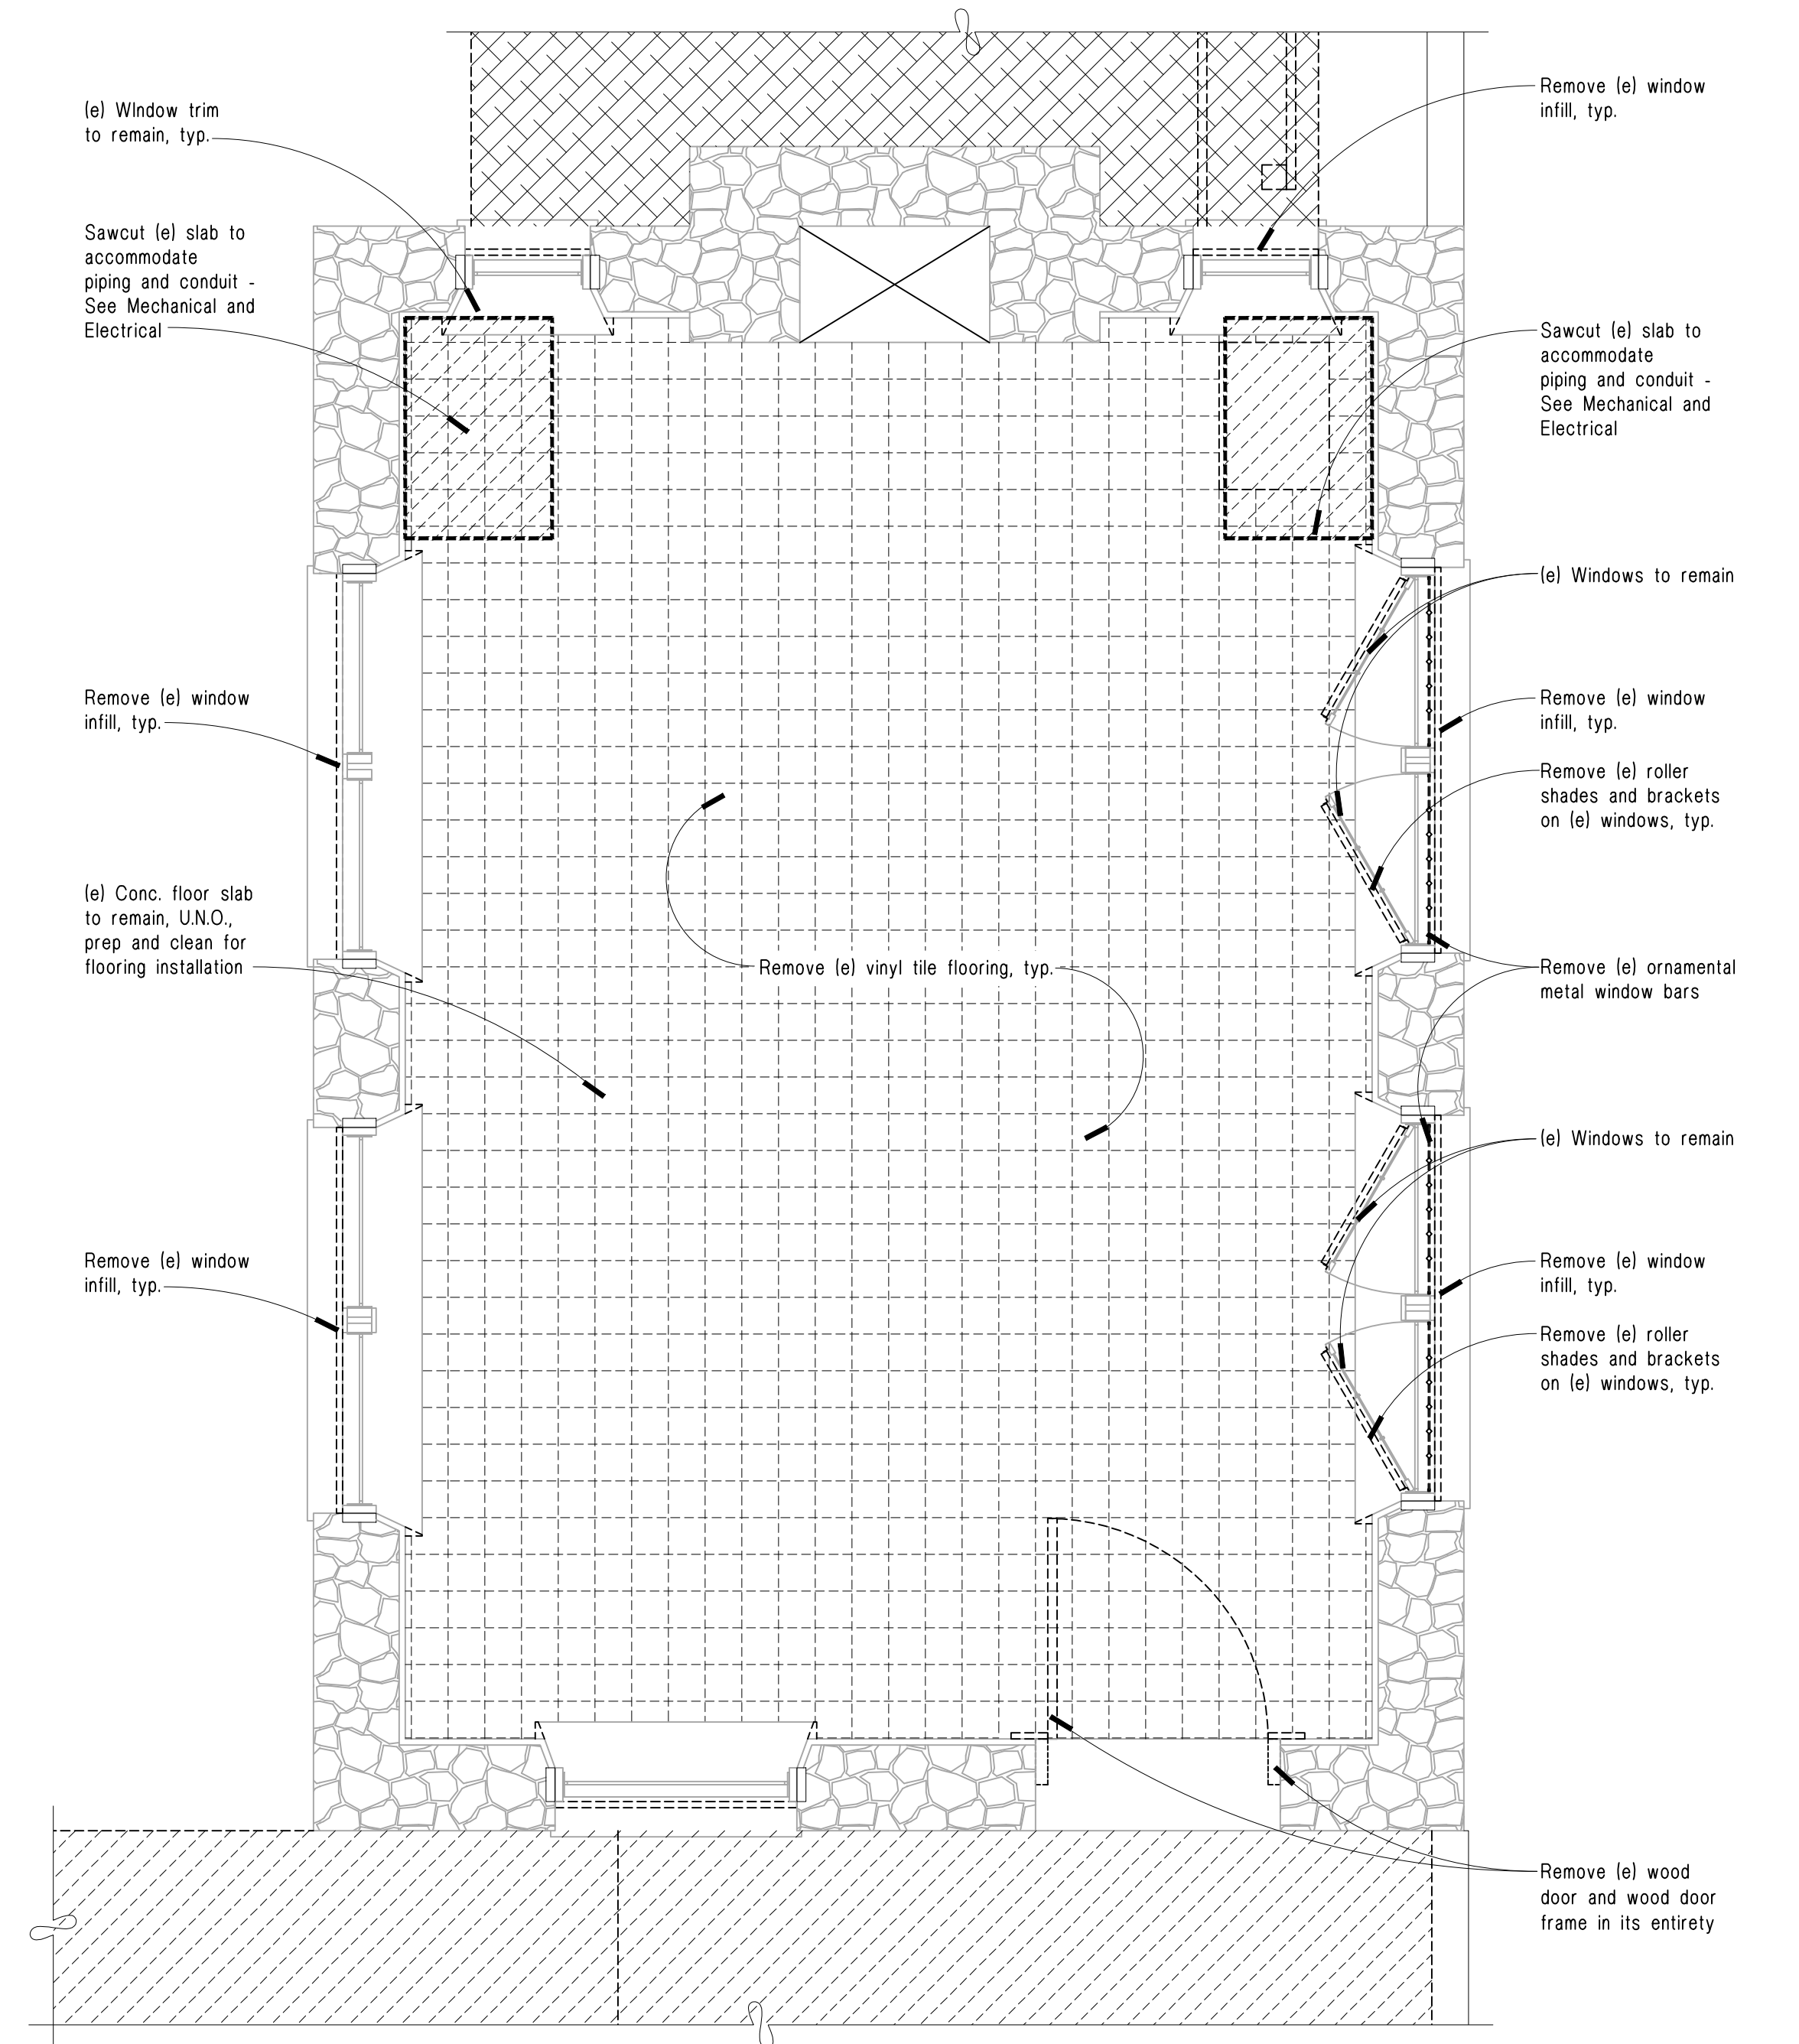 (e) WIndow trim
to remain, typ.
Sawcut (e) slab to
accommodate
piping and conduit -
See Mechanical and
Electrical
Remove (e) window
infill, typ.
(e) Conc. floor slab
to remain, U.N.O.,
prep and clean for
flooring installation
Remove (e) window
infill, typ.
Remove (e) vinyl tile flooring, typ.
Remove (e) window
infill, typ.
Sawcut (e) slab to
accommodate
piping and conduit -
See Mechanical and
Electrical
(e) Windows to remain
Remove (e) window
infill, typ.
Remove (e) roller
shades and brackets
on (e) windows, typ.
Remove (e) ornamental
metal window bars
(e) Windows to remain
Remove (e) window
infill, typ.
Remove (e) roller
shades and brackets
on (e) windows, typ.
Remove (e) wood
door and wood door
frame in its entirety